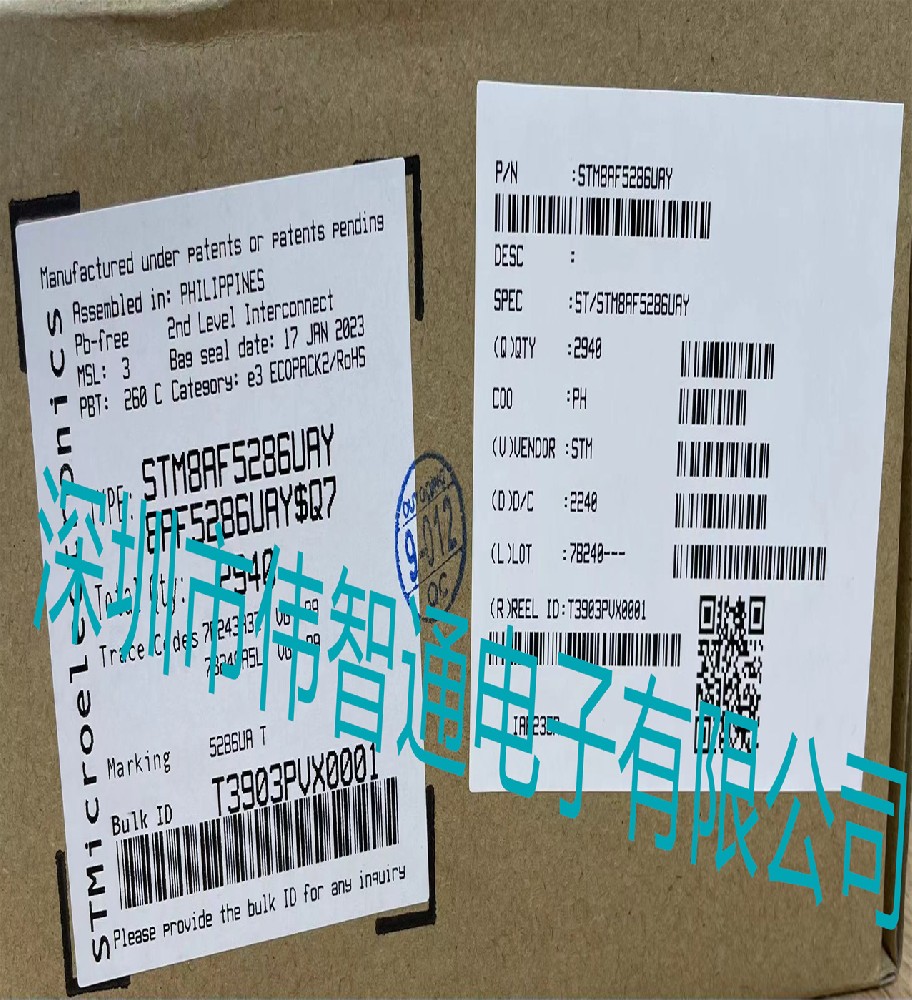 Manufactured under patents or patents pending
Assembled in: PHILIPPINES
Pb-free 2nd Level Interconnect
MSL: 3 Bag seal date: 17 JAN 2023
PBT: 260 C Category: e3 ECOPACK2/RoHS
TYPE: STM8AF5286UAY
8AF5286UAY$Q7
Total Qty: 2940
Trace Codes
Marking 5286UA T
Bulk ID T3903PVX0001
Please provide the bulk ID for any inquiry
STMicroelectronics
P/N :STM8AF5286UAY
DESC :
SPEC :ST/STM8AF5286UAY
(Q)QTY :2940
COO :PH
(V)VENDOR :STM
(D)D/C :2240
(L)LOT :78240---
(R)REEL ID:T3903PVX0001
深圳市伟智通电子有限公司